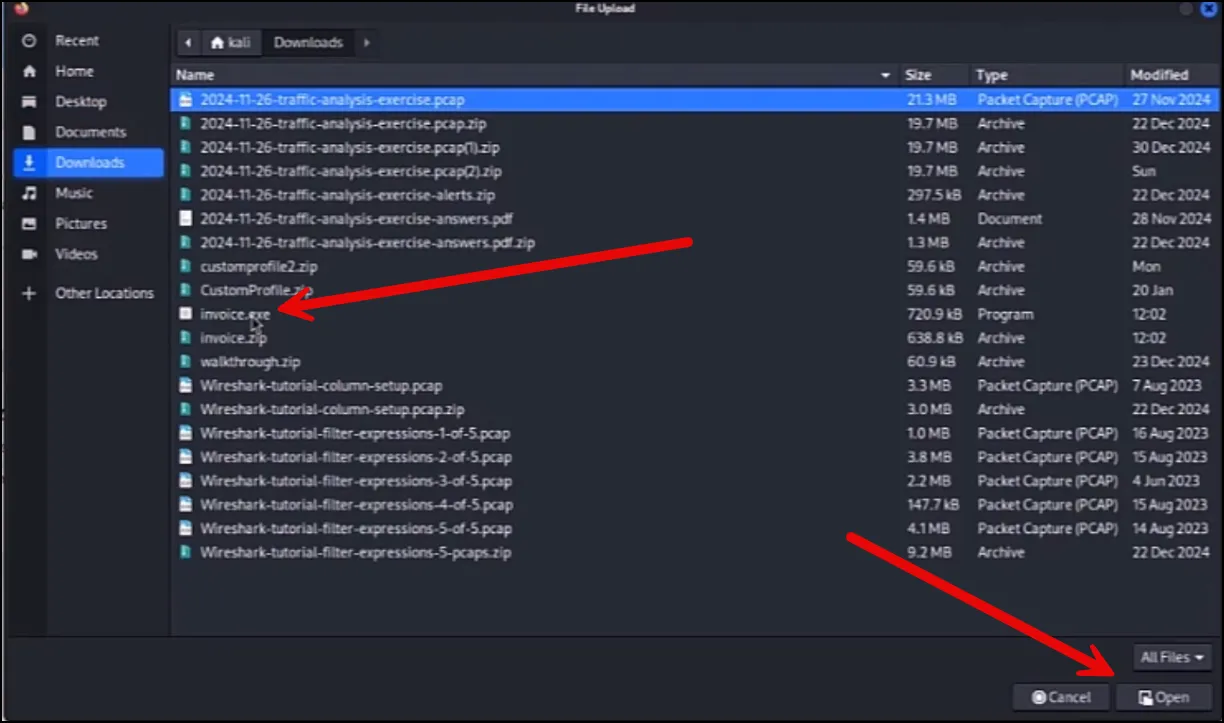 File Upload
Recent
Home
Desktop
Documents
Downloads
Music
Pictures
Videos
Other Locations
kali Downloads
Name Size Type Modified
2024-11-26-traffic-analysis-exercise.pcap 21.3 MB Packet Capture (PCAP) 27 Nov 2024
2024-11-26-traffic-analysis-exercise.pcap.zip 19.7 MB Archive 22 Dec 2024
2024-11-26-traffic-analysis-exercise.pcap(1).zip 19.7 MB Archive 30 Dec 2024
2024-11-26-traffic-analysis-exercise.pcap(2).zip 19.7 MB Archive Sun
2024-11-26-traffic-analysis-exercise-alerts.zip 297.5 kB Archive 22 Dec 2024
2024-11-26-traffic-analysis-exercise-answers.pdf 1.4 MB Document 28 Nov 2024
2024-11-26-traffic-analysis-exercise-answers.pdf.zip 1.3 MB Archive 22 Dec 2024
customprofile2.zip 59.6 kB Archive Mon
CustomProfile.zip 59.6 kB Archive 20 Jan
invoice.exe 720.9 kB Program 12:02
invoice.zip 638.8 kB Archive 12:02
walkthrough.zip 60.9 kB Archive 23 Dec 2024
Wireshark-tutorial-column-setup.pcap 3.3 MB Packet Capture (PCAP) 7 Aug 2023
Wireshark-tutorial-column-setup.pcap.zip 3.0 MB Archive 22 Dec 2024
Wireshark-tutorial-filter-expressions-1-of-5.pcap 1.0 MB Packet Capture (PCAP) 16 Aug 2023
Wireshark-tutorial-filter-expressions-2-of-5.pcap 3.8 MB Packet Capture (PCAP) 15 Aug 2023
Wireshark-tutorial-filter-expressions-3-of-5.pcap 2.2 MB Packet Capture (PCAP) 4 Jun 2023
Wireshark-tutorial-filter-expressions-4-of-5.pcap 147.7 kB Packet Capture (PCAP) 15 Aug 2023
Wireshark-tutorial-filter-expressions-5-of-5.pcap 4.1 MB Packet Capture (PCAP) 14 Aug 2023
Wireshark-tutorial-filter-expressions-5-pcaps.zip 9.2 MB Archive 22 Dec 2024
All Files
Cancel Open